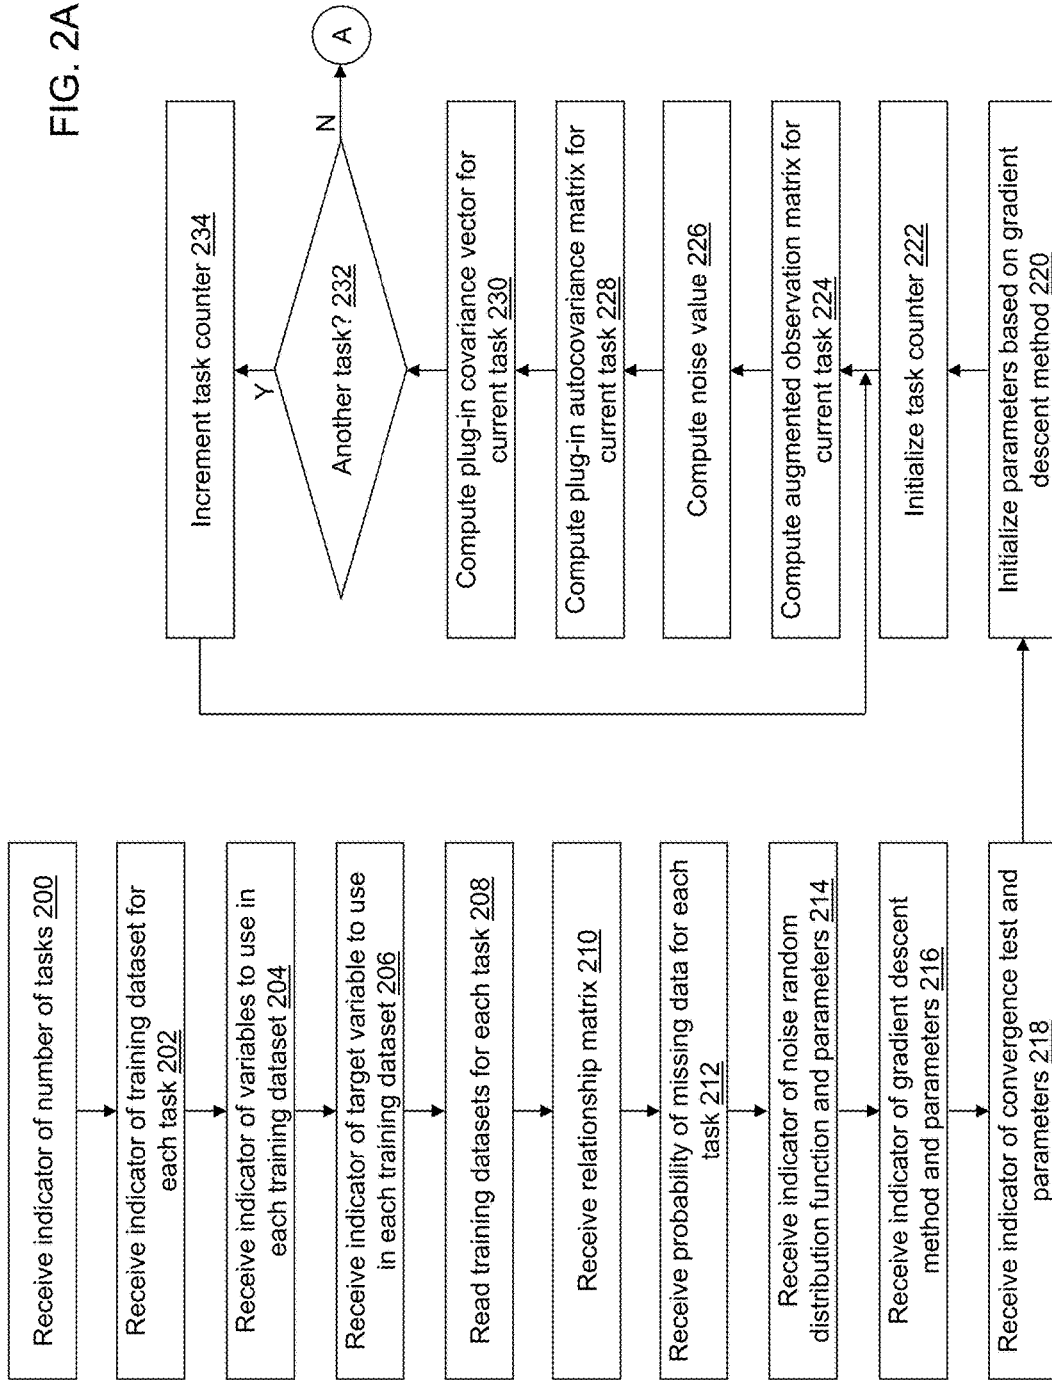 FIG. 2A
Receive indicator of number of tasks 200
Receive indicator of training dataset for
each task 202
Receive indicator of variables to use in
each training dataset 204
Receive indicator of target variable to use
in each training dataset 206
Read training datasets for each task 208
Receive relationship matrix 210
Receive probability of missing data for each
task 212
Receive indicator of noise random
distribution function and parameters 214
Receive indicator of gradient descent
method and parameters 216
Receive indicator of convergence test and
parameters 218
Initialize parameters based on gradient
descent method 220
Initialize task counter 222
Compute augmented observation matrix for
current task 224
Compute noise value 226
Compute plug-in autocovariance matrix for
current task 228
Compute plug-in covariance vector for
current task 230
Another task? 232
Y
N
A
Increment task counter 234